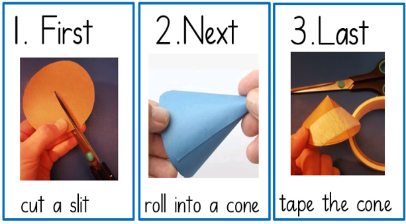 1. First
cut a slit
2.Next
roll into a cone
3.Last
tape the cone